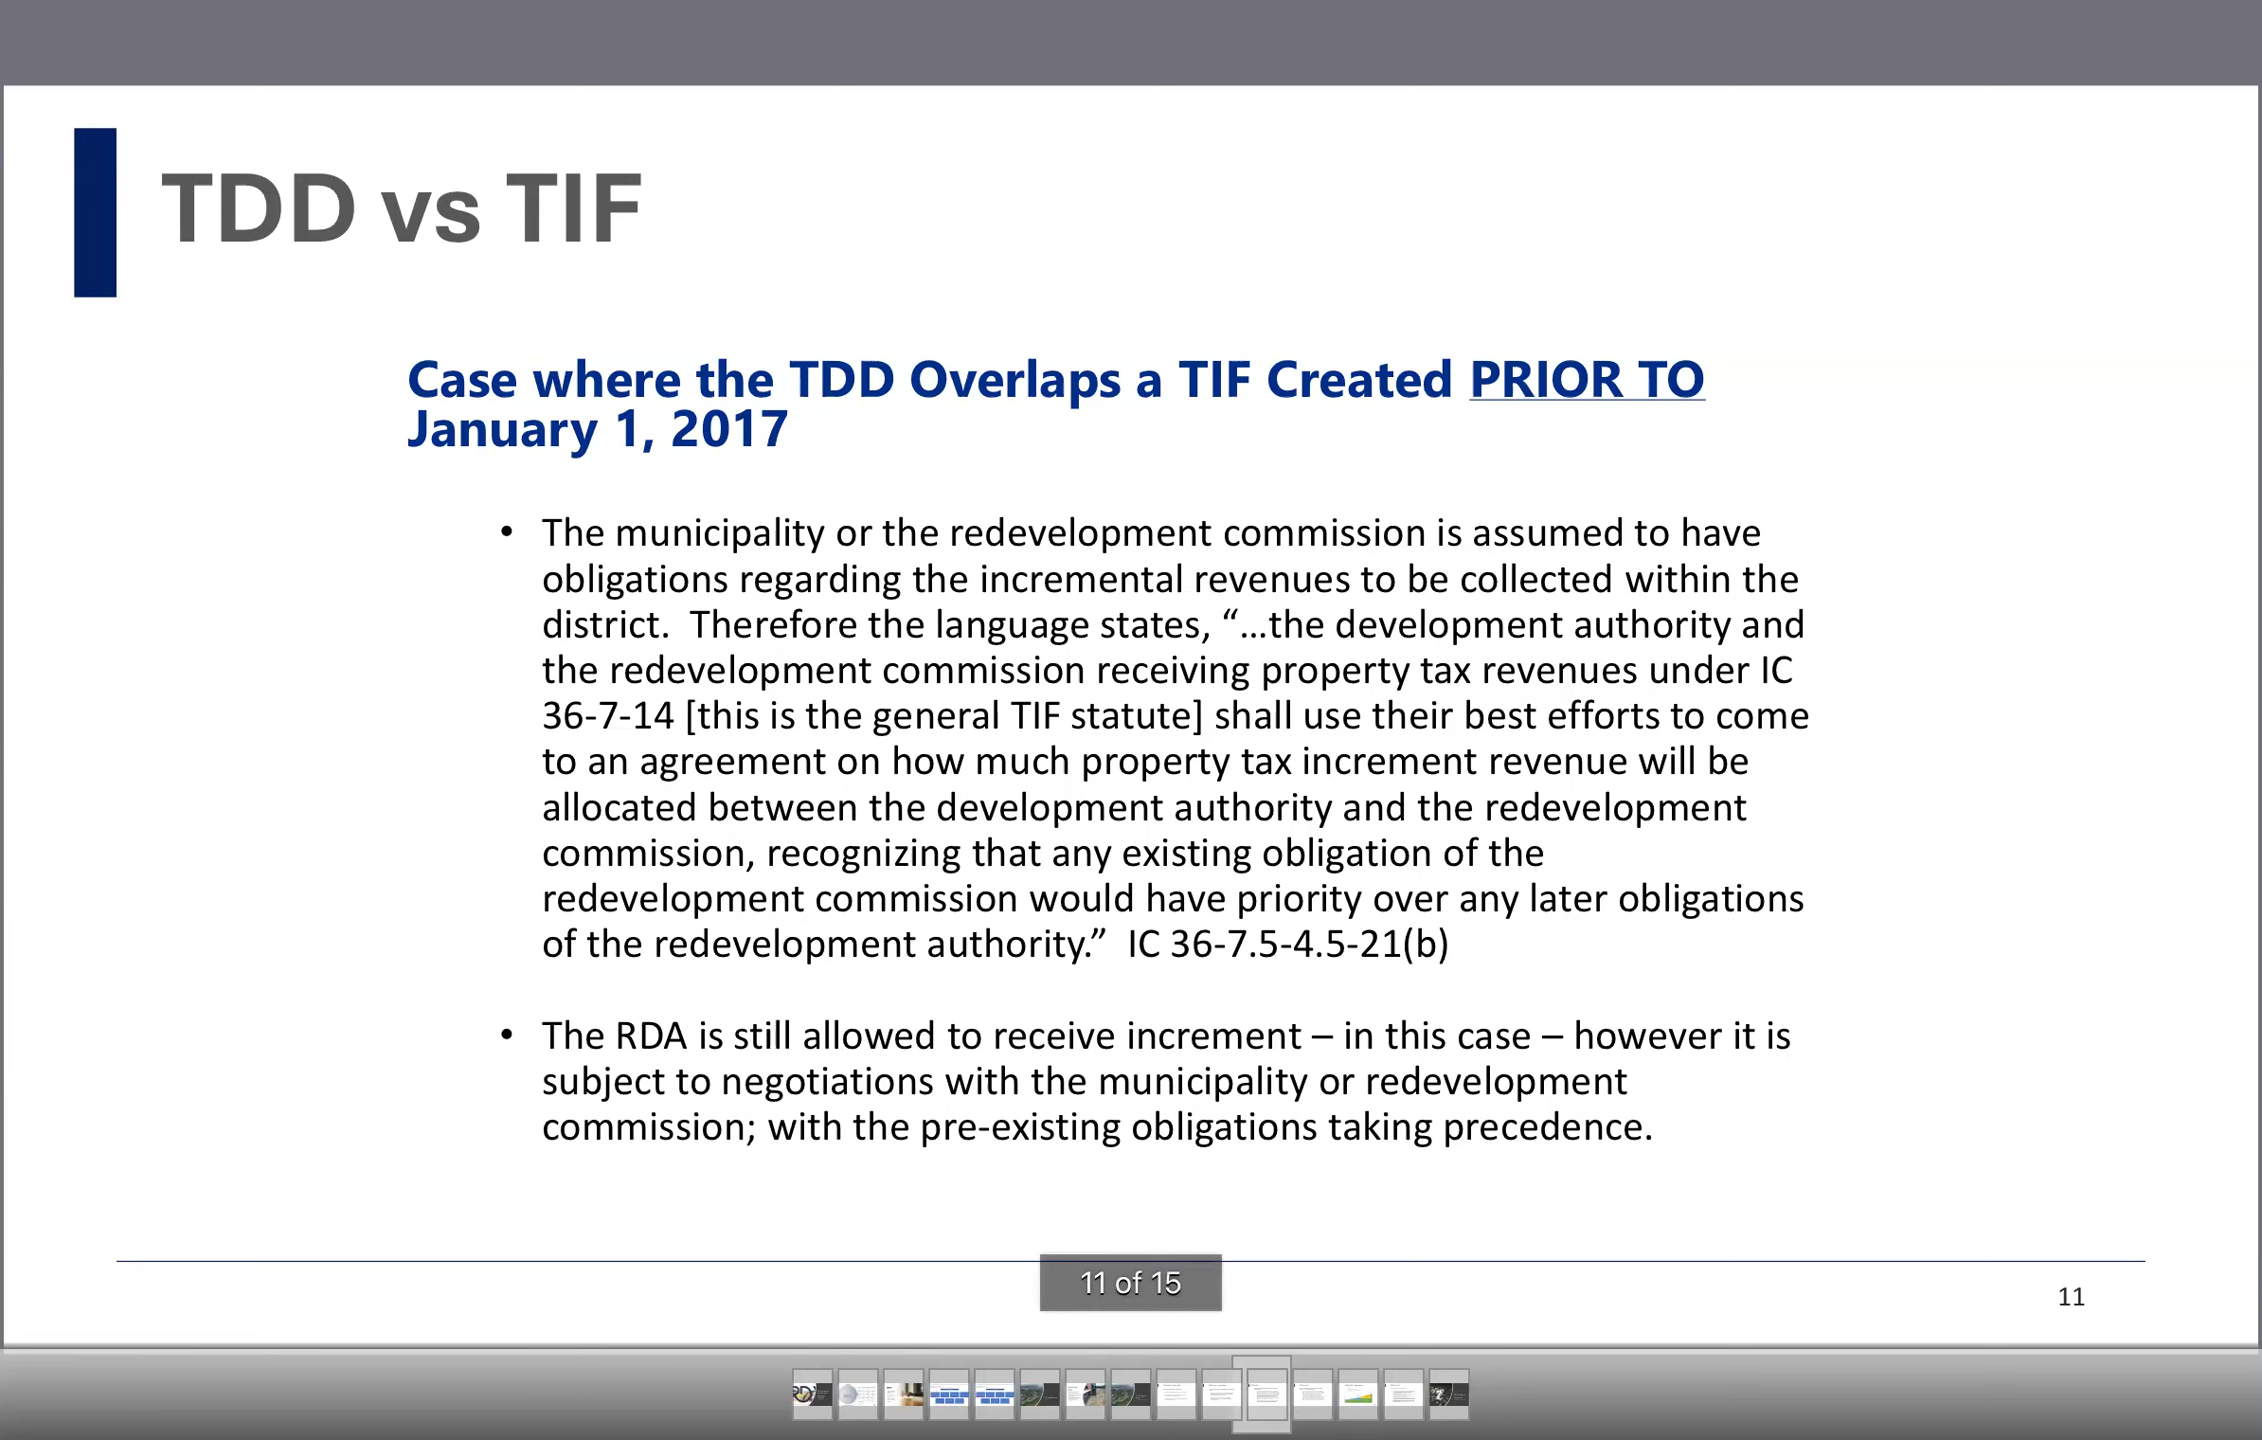 TDD vs TIF
Case where the TDD Overlaps a TIF Created PRIOR TO
January 1, 2017
• The municipality or the redevelopment commission is assumed to have
obligations regarding the incremental revenues to be collected within the
district.  Therefore the language states, “…the development authority and
the redevelopment commission receiving property tax revenues under IC
36-7-14 [this is the general TIF statute] shall use their best efforts to come
to an agreement on how much property tax increment revenue will be
allocated between the development authority and the redevelopment
commission, recognizing that any existing obligation of the
redevelopment commission would have priority over any later obligations
of the redevelopment authority.”  IC 36-7.5-4.5-21(b)
• The RDA is still allowed to receive increment – in this case – however it is
subject to negotiations with the municipality or redevelopment
commission; with the pre-existing obligations taking precedence.
11 of 15
11